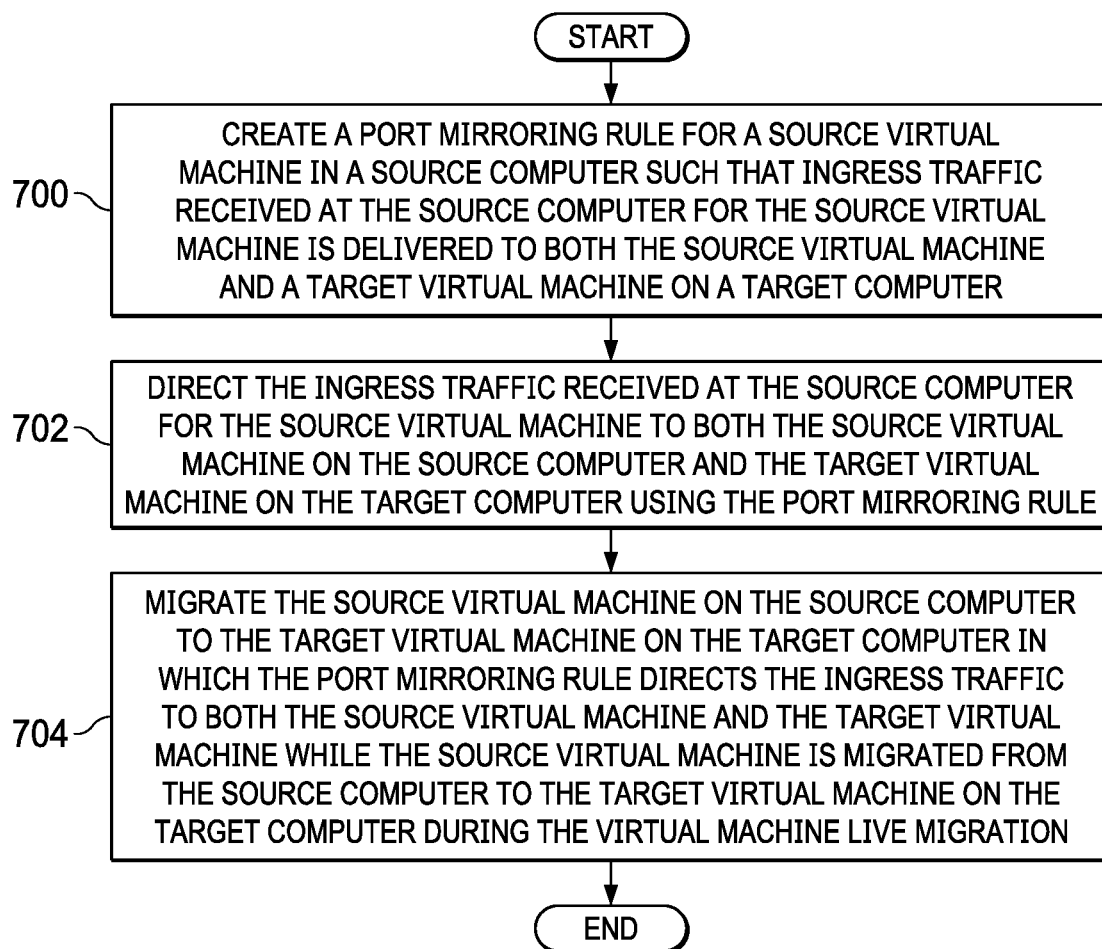 START
700
CREATE A PORT MIRRORING RULE FOR A SOURCE VIRTUAL
MACHINE IN A SOURCE COMPUTER SUCH THAT INGRESS TRAFFIC
RECEIVED AT THE SOURCE COMPUTER FOR THE SOURCE VIRTUAL
MACHINE IS DELIVERED TO BOTH THE SOURCE VIRTUAL MACHINE
AND A TARGET VIRTUAL MACHINE ON A TARGET COMPUTER
702
DIRECT THE INGRESS TRAFFIC RECEIVED AT THE SOURCE COMPUTER
FOR THE SOURCE VIRTUAL MACHINE TO BOTH THE SOURCE VIRTUAL
MACHINE ON THE SOURCE COMPUTER AND THE TARGET VIRTUAL
MACHINE ON THE TARGET COMPUTER USING THE PORT MIRRORING RULE
704
MIGRATE THE SOURCE VIRTUAL MACHINE ON THE SOURCE COMPUTER
TO THE TARGET VIRTUAL MACHINE ON THE TARGET COMPUTER IN
WHICH THE PORT MIRRORING RULE DIRECTS THE INGRESS TRAFFIC
TO BOTH THE SOURCE VIRTUAL MACHINE AND THE TARGET VIRTUAL
MACHINE WHILE THE SOURCE VIRTUAL MACHINE IS MIGRATED FROM
THE SOURCE COMPUTER TO THE TARGET VIRTUAL MACHINE ON THE
TARGET COMPUTER DURING THE VIRTUAL MACHINE LIVE MIGRATION
END